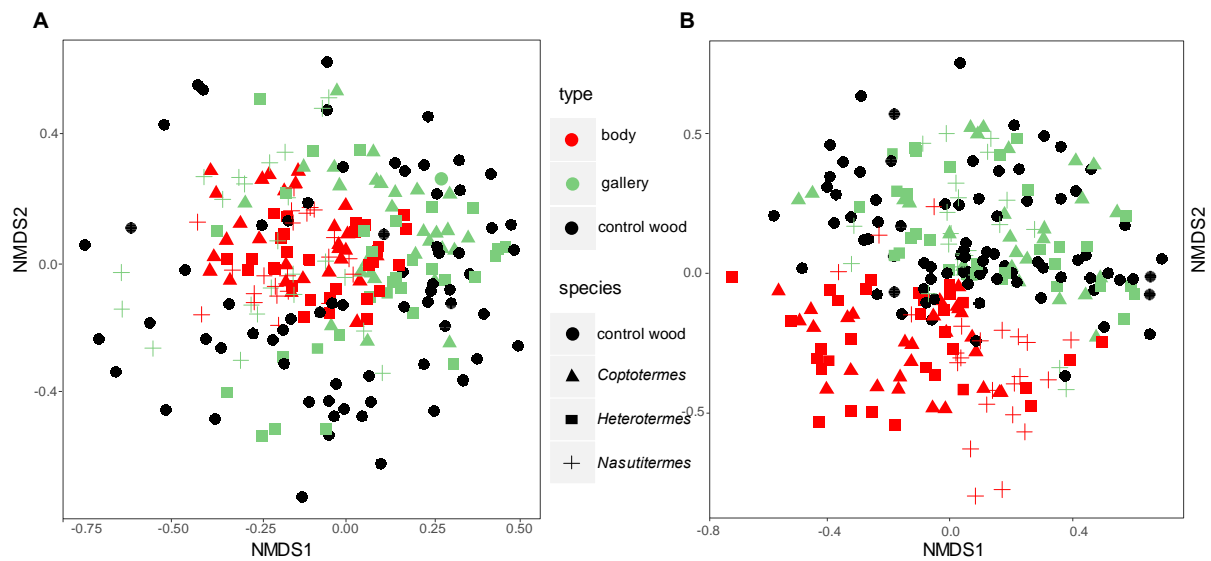 A
B
0.4
0.0
-0.4
NMDS2
-0.75
-0.50
-0.25
0.00
0.25
0.50
NMDS1
type
body
gallery
control wood
species
control wood
Coptotermes
Heterotermes
Nasutitermes
0.5
0.0
-0.5
-0.8
-0.4
0.0
0.4
NMDS1
NMDS2